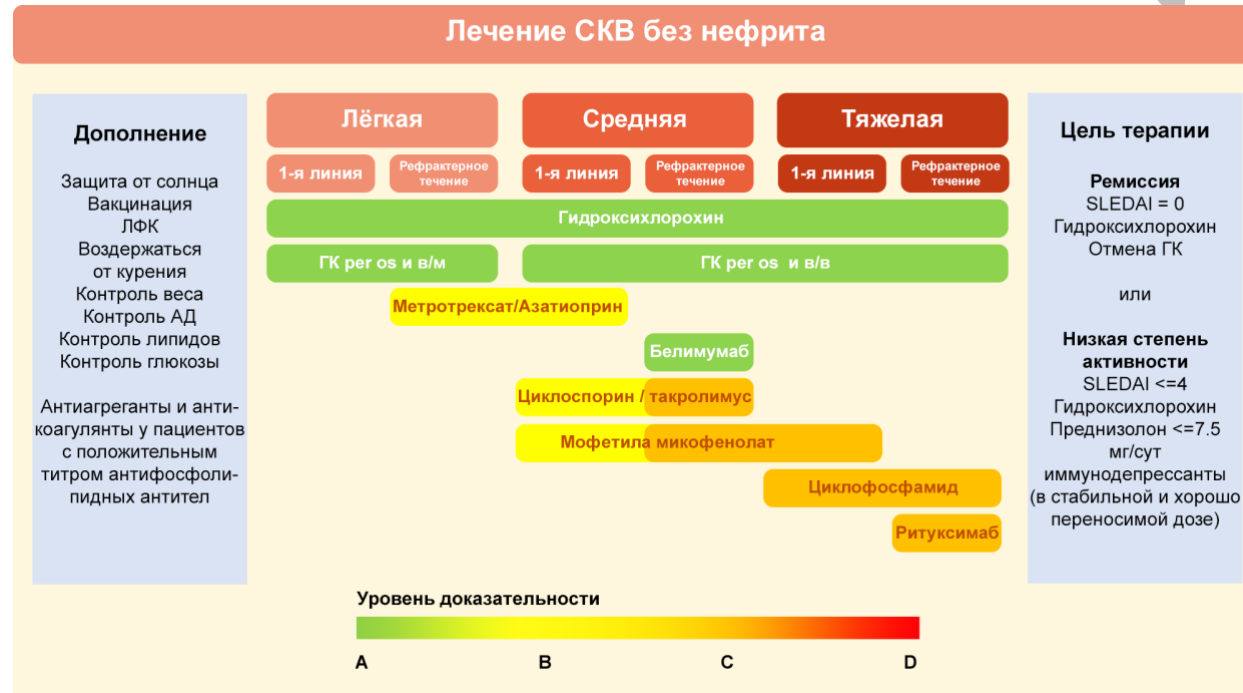 Лечение СКВ без нефрита
Дополнение
Защита от солнца
Вакцинация
ЛФК
Воздержаться
от курения
Контроль веса
Контроль АД
Контроль липидов
Контроль глюкозы
Антиагреганты и анти-
коагулянты у пациентов
с положительным
титром антифосфоли-
пидных антител
Лёгкая
Средняя
Тяжелая
1-я линия
Рефрактерное
течение
1-я линия
Рефрактерное
течение
1-я линия
Рефрактерное
течение
Гидроксихлорохин
ГК per os и в/м
ГК per os и в/в
Метротрексат/Азатиоприн
Белимумаб
Циклоспорин / такролимус
Мофетила микофенолат
Циклофосфамид
Ритуксимаб
Цель терапии
Ремиссия
SLEDAI = 0
Гидроксихлорохин
Отмена ГК
или
Низкая степень
активности
SLEDAI <=4
Гидроксихлорохин
Преднизолон <=7.5
мг/сут
иммунодепрессанты
(в стабильной и хорошо
переносимой дозе)
Уровень доказательности
A
B
C
D